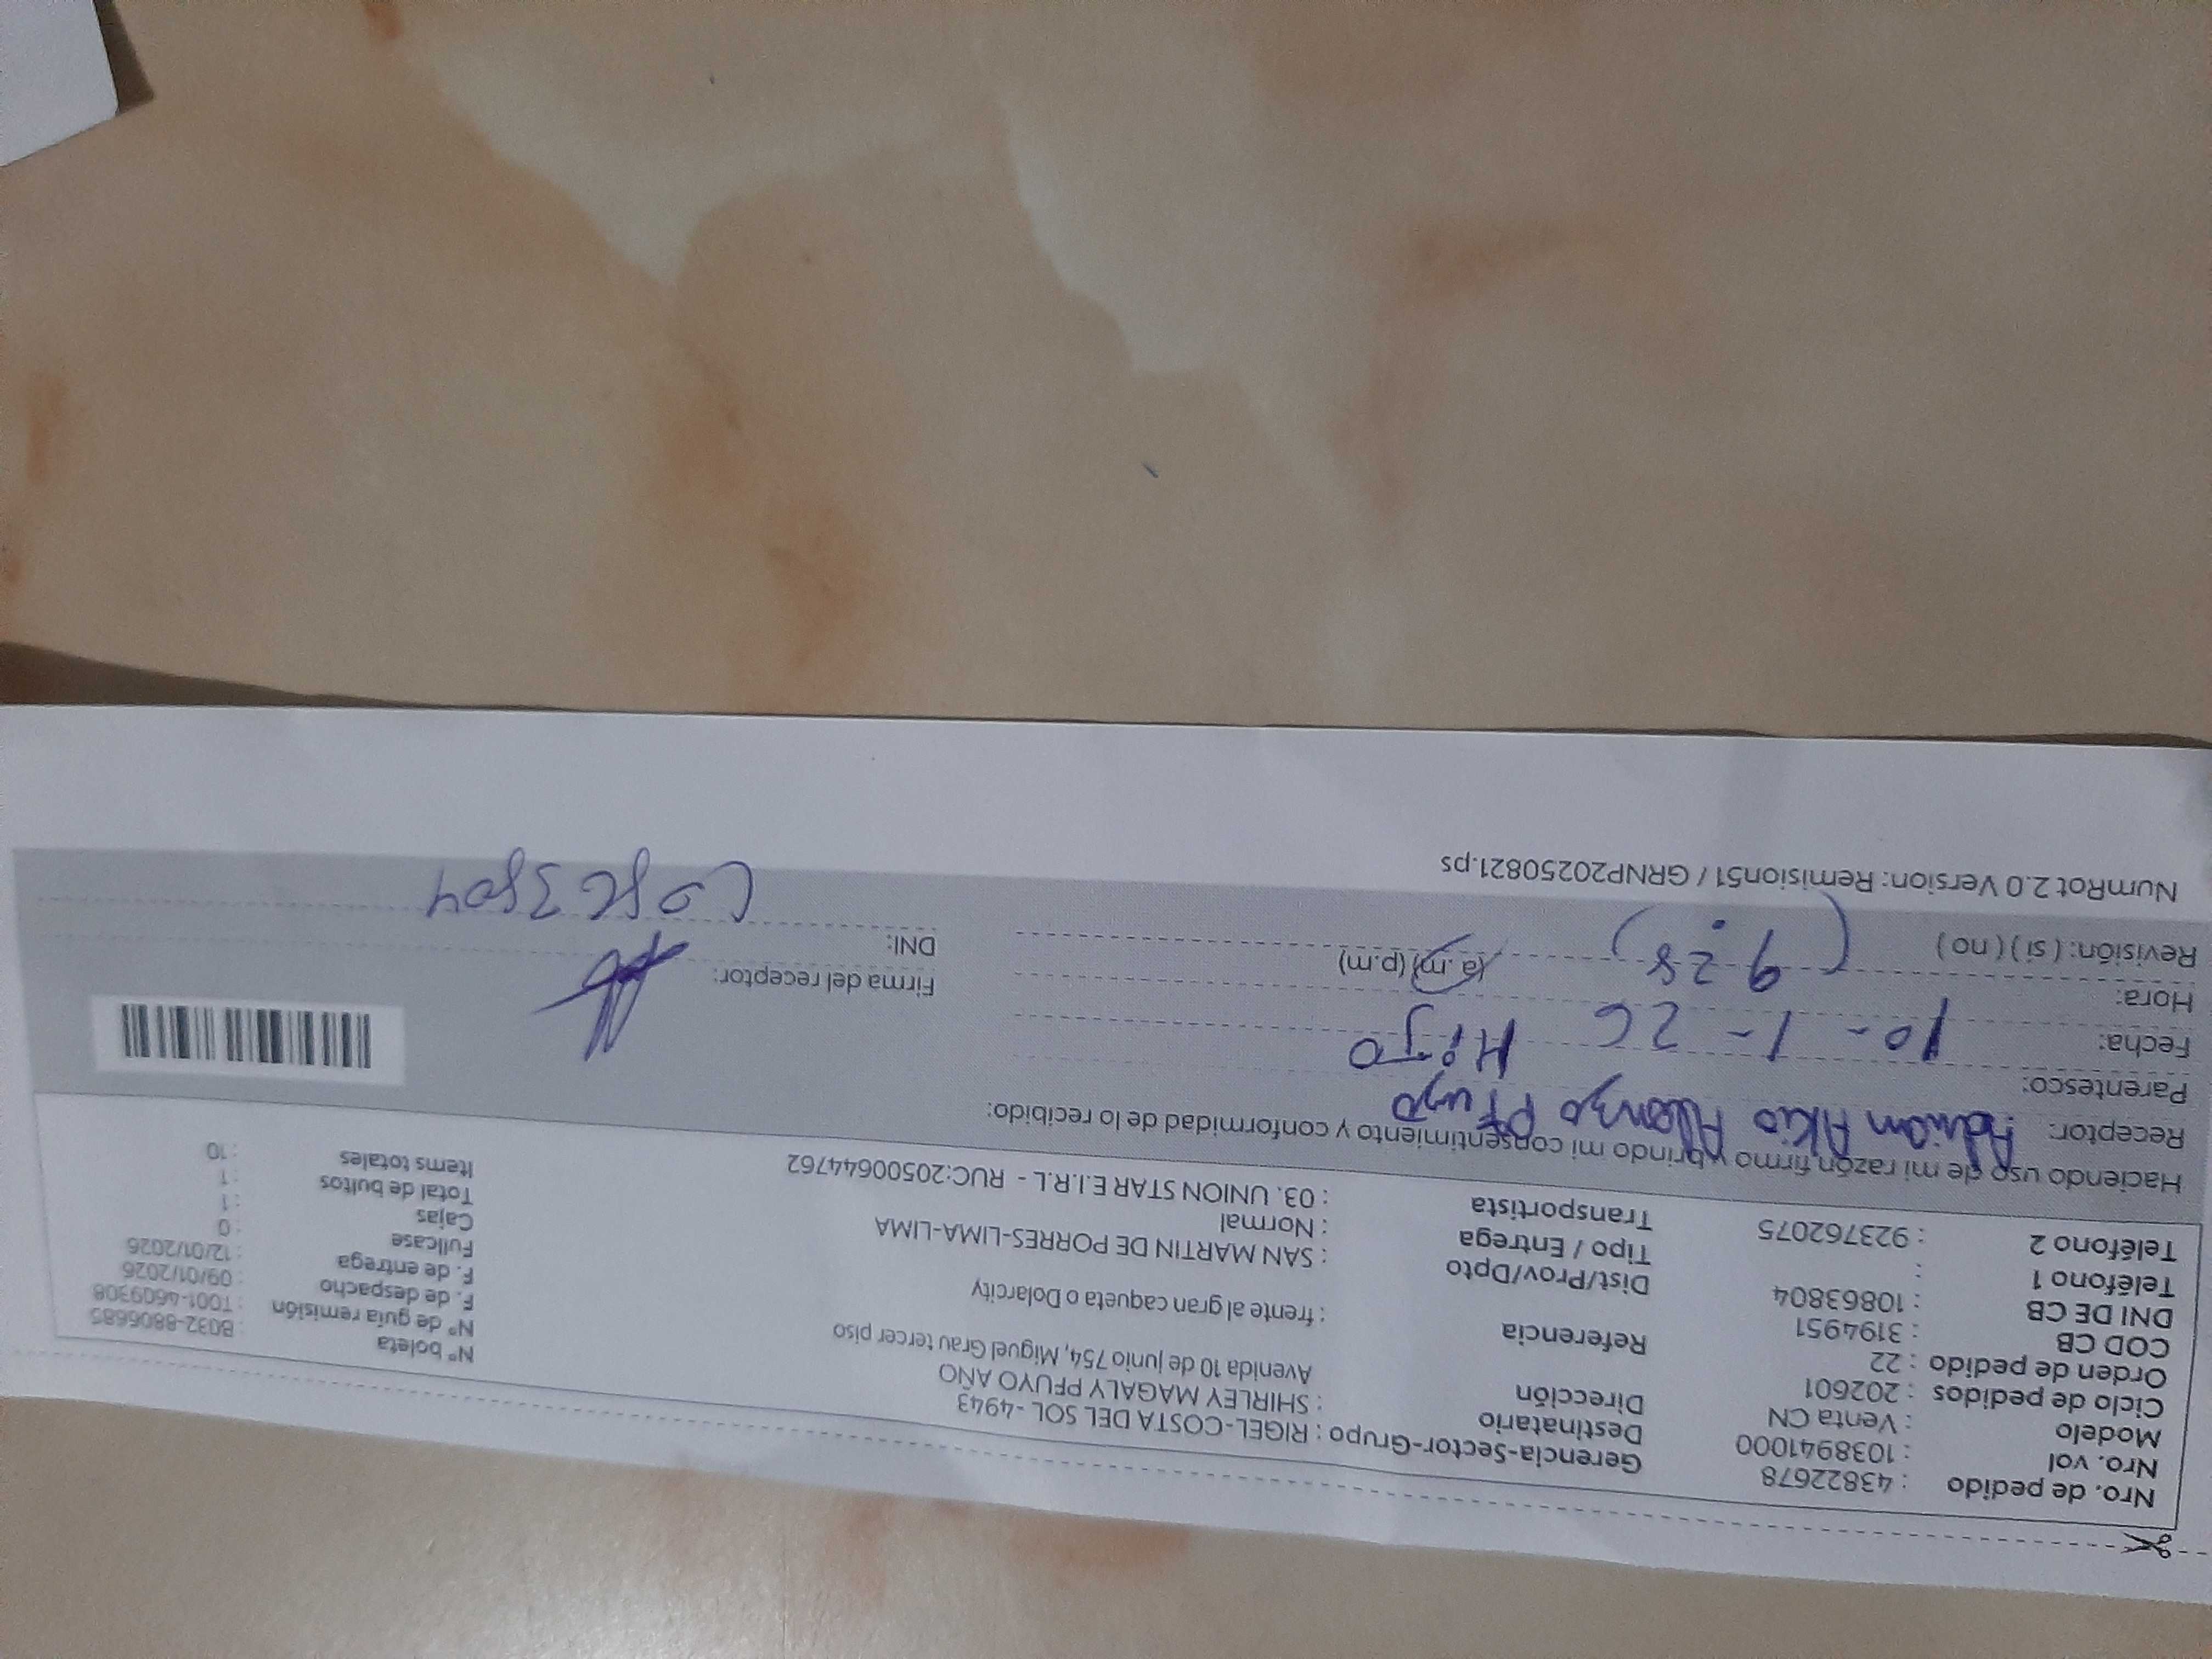 Nro. de pedido : 43822678
Nro. vol : 1038941000
Modelo : Venta CN
Ciclo de pedidos : 202601
Orden de pedido : 22
COD CB : 3194951
DNI DE CB : 10863804
Teléfono 1 :
Teléfono 2 : 923762075
Gerencia-Sector-Grupo : RIGEL-COSTA DEL SOL - 4943
Destinatario : SHIRLEY MAGALY PFUYO AÑO
Dirección Avenida 10 de junio 754, Miguel Grau tercer piso
Referencia : frente al gran caqueta o Dolarcity
Dist/Prov/Dpto : SAN MARTIN DE PORRES-LIMA-LIMA
Tipo / Entrega : Normal
Transportista : 03. UNION STAR E.I.R.L - RUC:20500644762
N° boleta : B032-8806685
N° de guía remisión : T001-4609308
F. de despacho : 09/01/2026
F. de entrega : 12/01/2026
Fullcase : 0
Cajas : 1
Total de bultos : 1
Items totales : 10
Haciendo uso de mi razón firmo y brindo mi consentimiento y conformidad de lo recibido:
Receptor: Adriam Akio Alonzo Pfuyo
Parentesco: Hijo
Fecha: 10 - 1 - 26
Hora: 9:28 (a.m) (p.m)
Revisión: ( si ) ( no )
Firma del receptor:
DNI:
NumRot 2.0 Version: Remision51 / GRNP20250821.ps